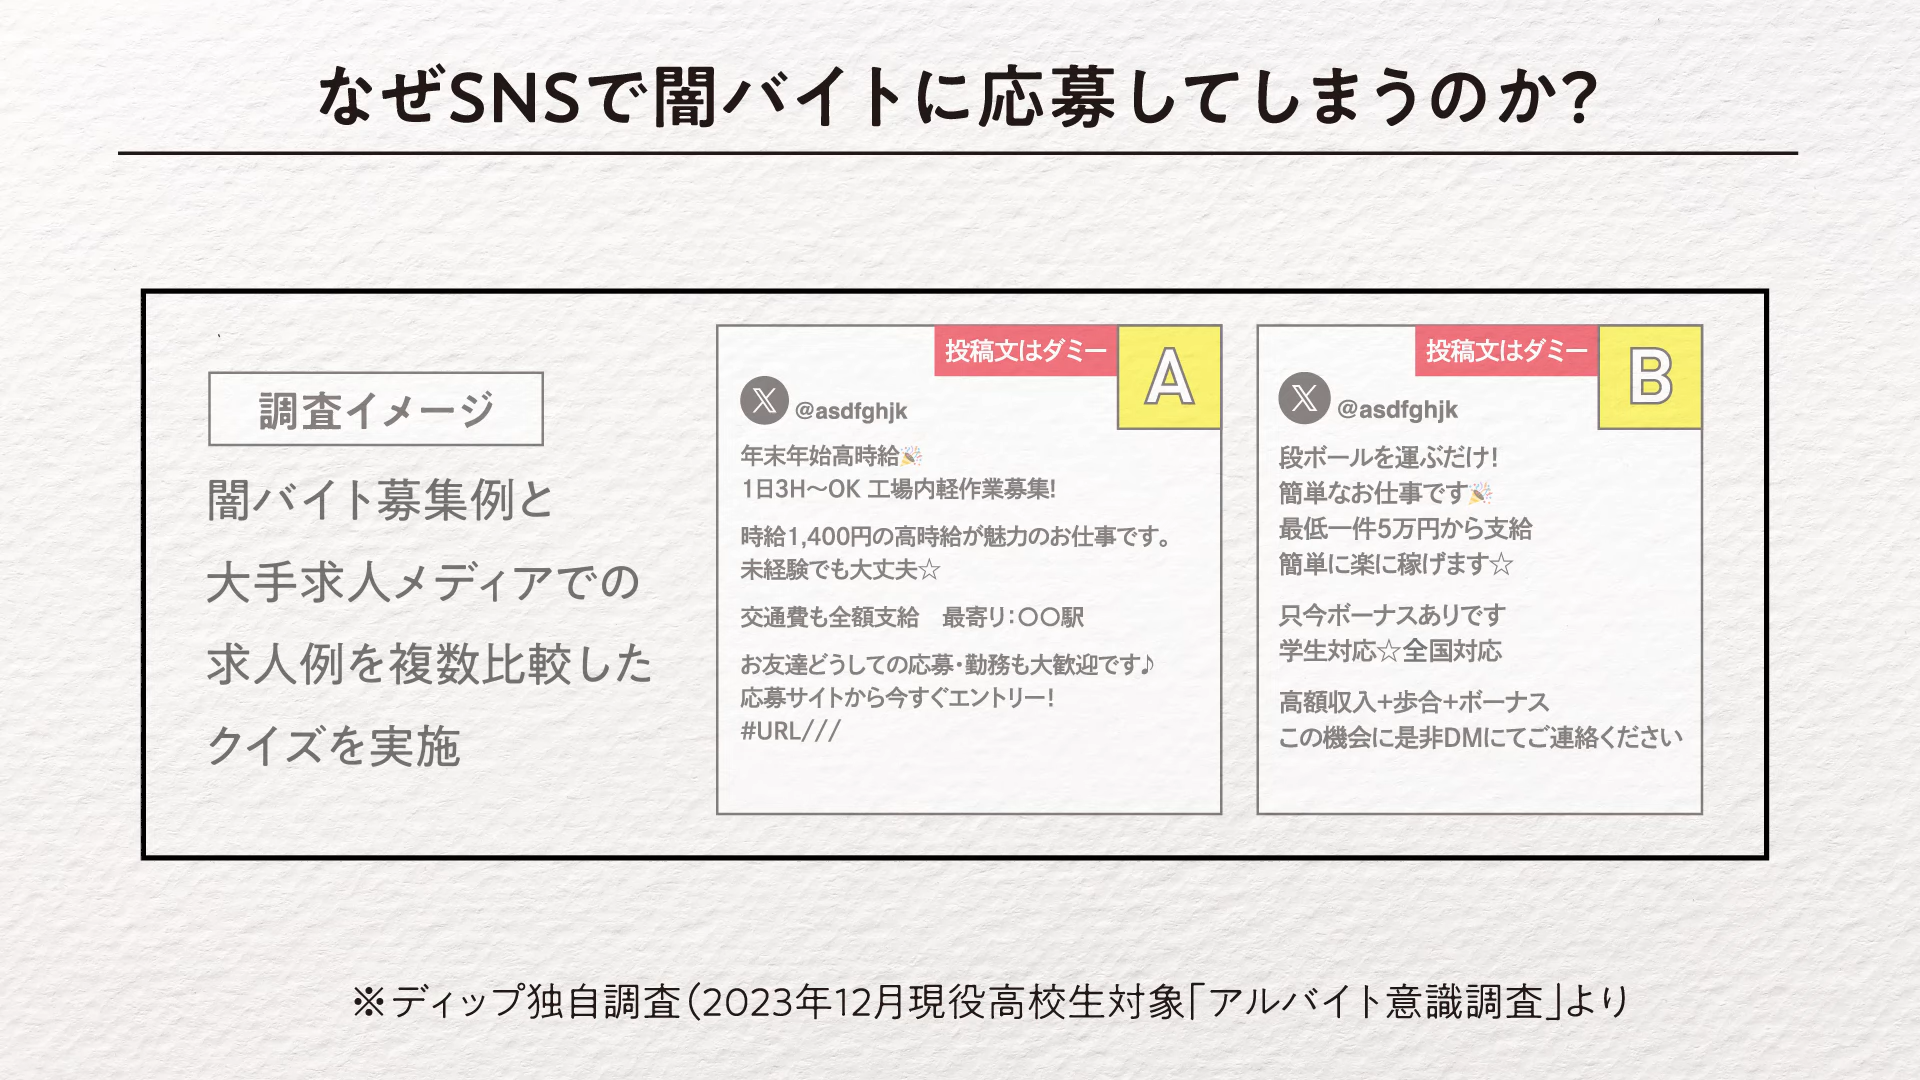 なぜSNSで闇バイトに応募してしまうのか?
調査イメージ
闇バイト募集例と
大手求人メディアでの
求人例を複数比較した
クイズを実施
投稿文はダミー
A
@asdfghjk
年末年始高時給🎉
1日3H〜OK 工場内軽作業募集!
時給1,400円の高時給が魅力のお仕事です。
未経験でも大丈夫☆
交通費も全額支給　最寄り:〇〇駅
お友達どうしての応募・勤務も大歓迎です♪
応募サイトから今すぐエントリー!
#URL///
投稿文はダミー
B
@asdfghjk
段ボールを運ぶだけ!
簡単なお仕事です🎉
最低一件5万円から支給
簡単に楽に稼げます☆
只今ボーナスありです
学生対応☆全国対応
高額収入+歩合+ボーナス
この機会に是非DMにてご連絡ください
※ディップ独自調査(2023年12月現役高校生対象「アルバイト意識調査」より